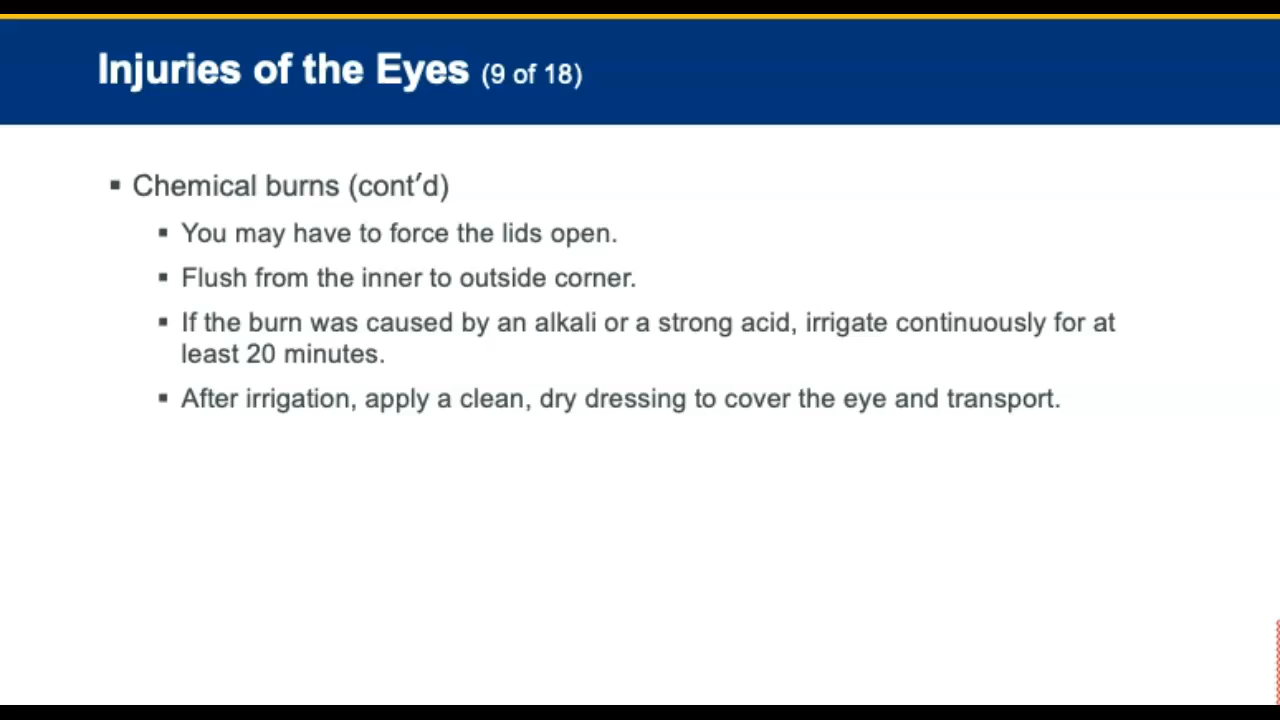 Injuries of the Eyes (9 of 18)
▪ Chemical burns (cont’d)
▪ You may have to force the lids open.
▪ Flush from the inner to outside corner.
▪ If the burn was caused by an alkali or a strong acid, irrigate continuously for at
least 20 minutes.
▪ After irrigation, apply a clean, dry dressing to cover the eye and transport.